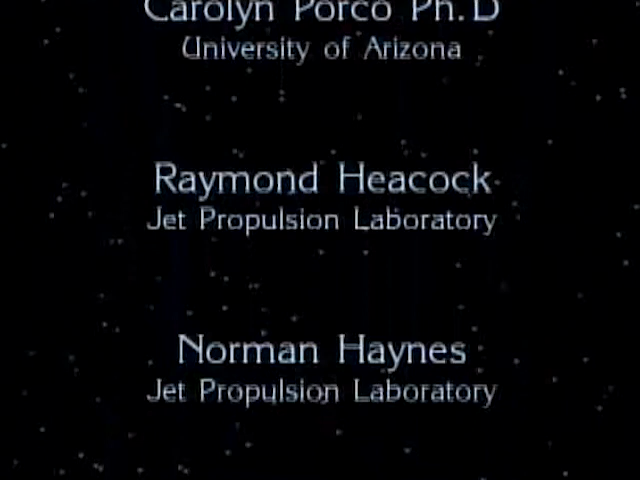 Carolyn Porco Ph.D
University of Arizona
Raymond Heacock
Jet Propulsion Laboratory
Norman Haynes
Jet Propulsion Laboratory